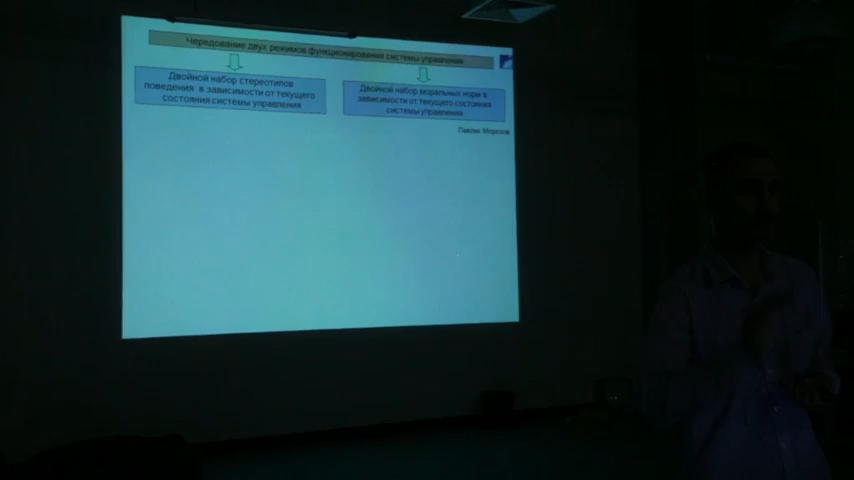 Чередование двух режимов функционирования системы управления
Двойной набор стереотипов
поведения в зависимости от текущего
состояния системы управления
Двойной набор моральных норм в
зависимости от текущего состояния
системы управления
Павлик Морозов